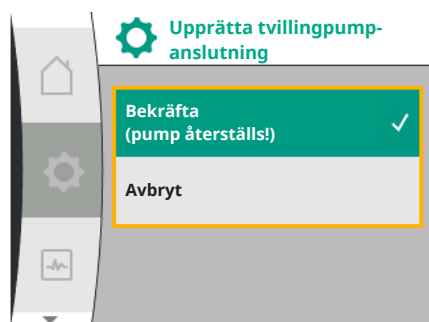 Upprätta tvillingpump-
anslutning
Bekräfta
(pump återställs!)
Avbryt